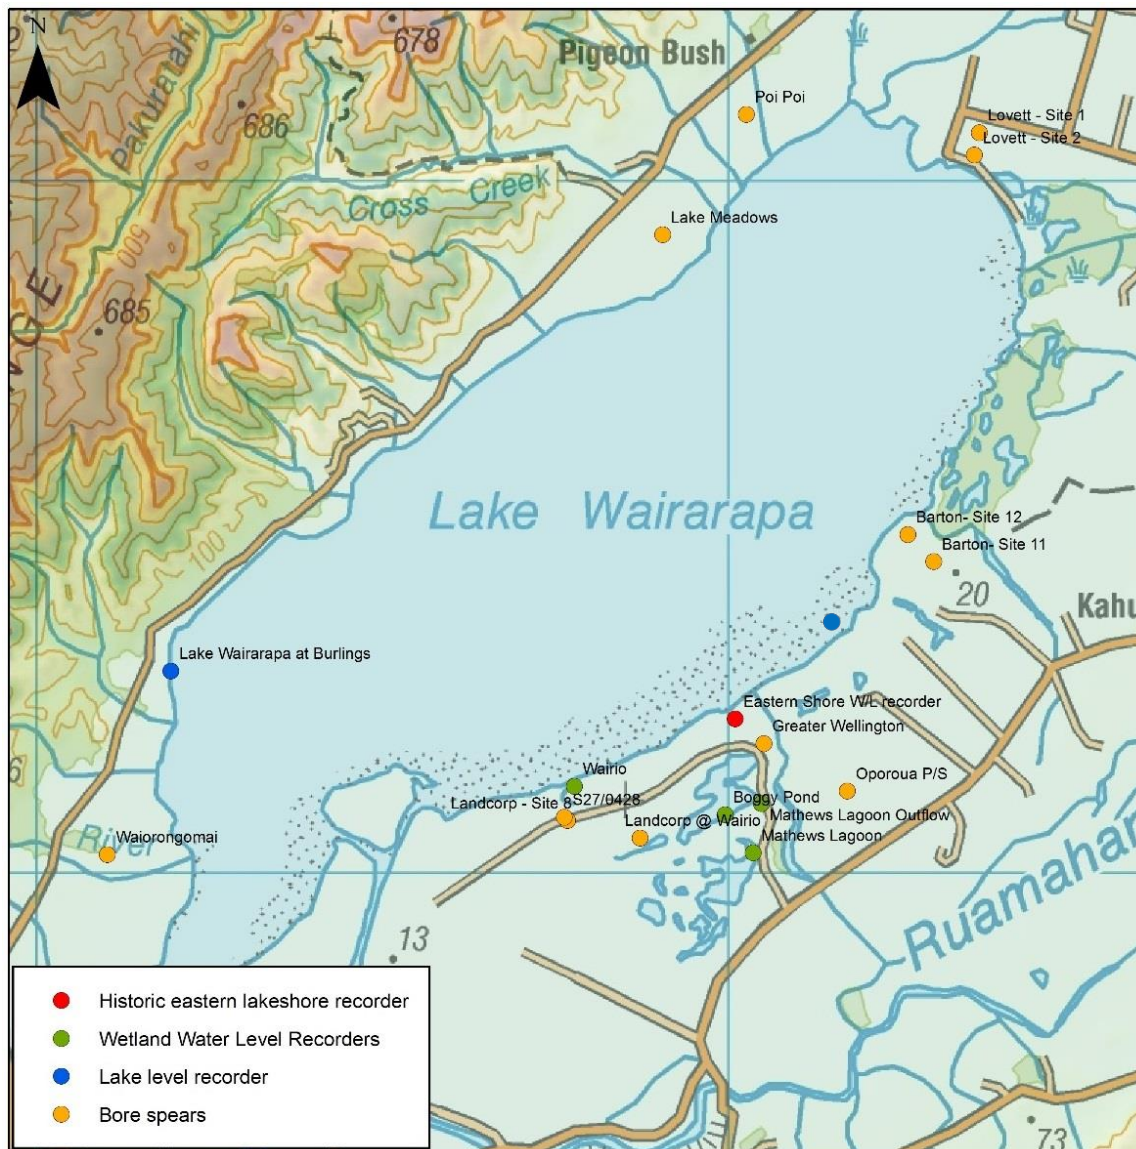 N
678
Pigeon Bush
Pakuratahi
Poi Poi
686
Lovett - Site 1
Lovett - Site 2
Cross Creek
Lake Meadows
500
NGE
685
Lake Wairarapa
Barton- Site 12
Barton- Site 11
100
20
Kahu
Lake Wairarapa at Burlings
Eastern Shore W/L recorder
Greater Wellington
6
Wairio
Oporoua P/S
Landcorp - Site 8
S27/0428
Boggy Pond
Landcorp @ Wairio
Mathews Lagoon Outflow
River
Waiorongomai
Mathews Lagoon
Ruamahan
13
Historic eastern lakeshore recorder
Wetland Water Level Recorders
Lake level recorder
Bore spears
73